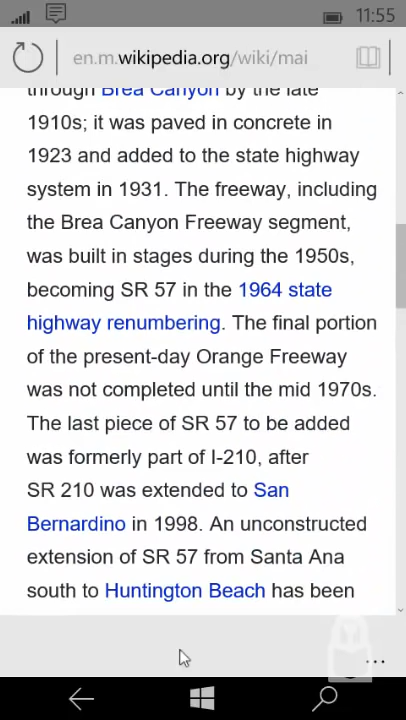 11:55
en.m.wikipedia.org/wiki/mai
through Brea Canyon by the late
1910s; it was paved in concrete in
1923 and added to the state highway
system in 1931. The freeway, including
the Brea Canyon Freeway segment,
was built in stages during the 1950s,
becoming SR 57 in the 1964 state
highway renumbering. The final portion
of the present-day Orange Freeway
was not completed until the mid 1970s.
The last piece of SR 57 to be added
was formerly part of I-210, after
SR 210 was extended to San
Bernardino in 1998. An unconstructed
extension of SR 57 from Santa Ana
south to Huntington Beach has been